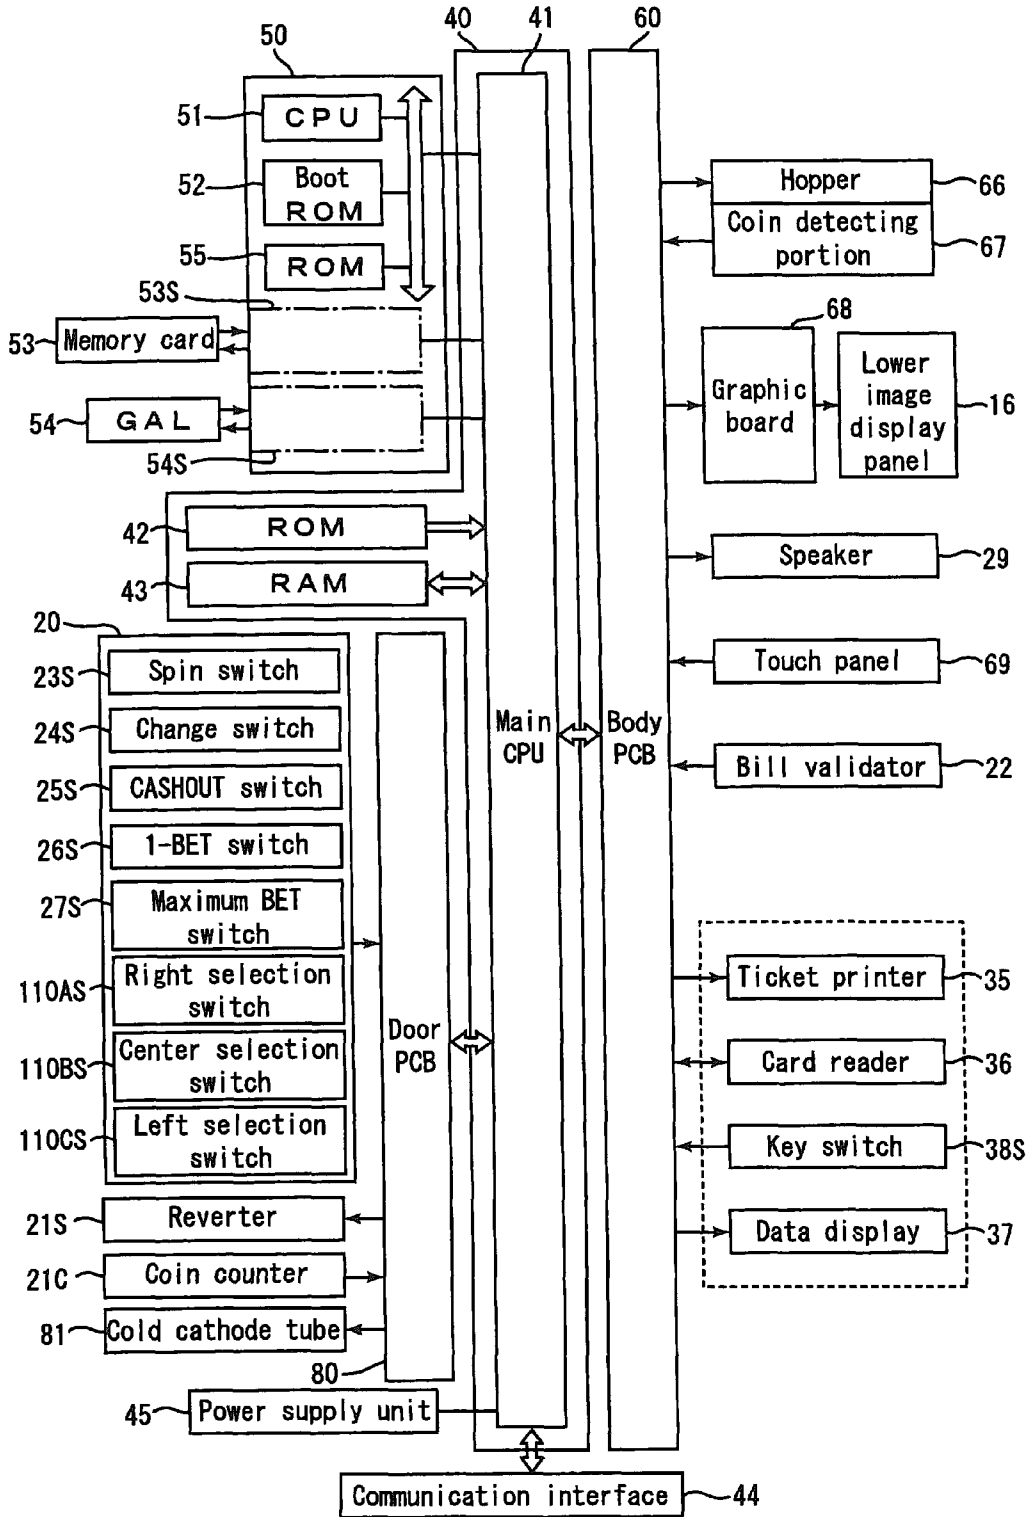 40
41
60
50
51
CPU
52
Boot
ROM
55
ROM
53S
53
Memory card
54
GAL
54S
42
ROM
43
RAM
20
23S
Spin switch
24S
Change switch
25S
CASHOUT switch
26S
1-BET switch
27S
Maximum BET
switch
110AS
Right selection
switch
110BS
Center selection
switch
110CS
Left selection
switch
21S
Reverter
21C
Coin counter
81
Cold cathode tube
80
45
Power supply unit
Door
PCB
Main
CPU
Body
PCB
Hopper
66
Coin detecting
portion
67
68
Graphic
board
Lower
image
display
panel
16
Speaker
29
Touch panel
69
Bill validator
22
Ticket printer
35
Card reader
36
Key switch
38S
Data display
37
Communication interface
44